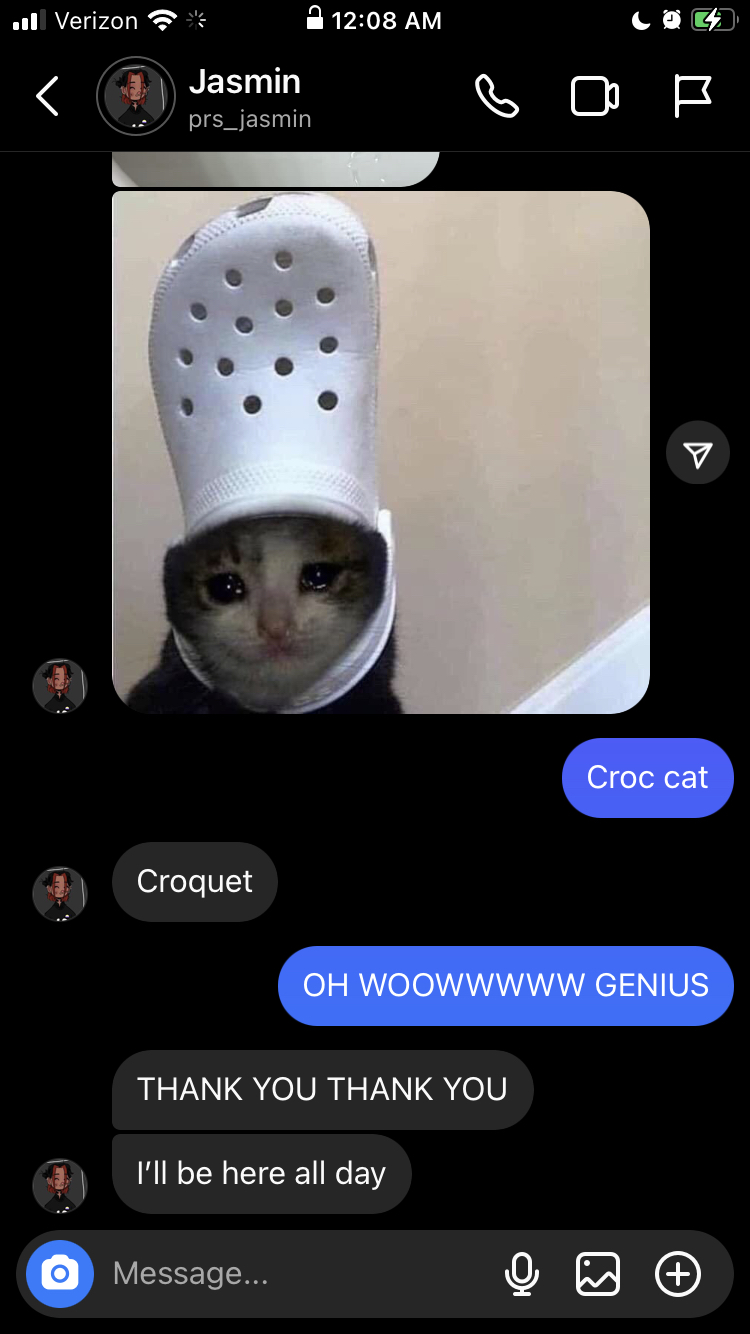 Verizon 12:08 AM
Jasmin
prs_jasmin
Croc cat
Croquet
OH WOOWWWWW GENIUS
THANK YOU THANK YOU
I’ll be here all day
Message...